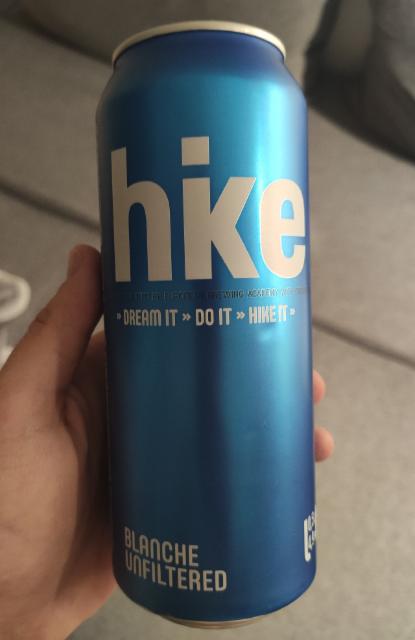 hike
» DREAM IT » DO IT » HIKE IT »
BLANCHE
UNFILTERED